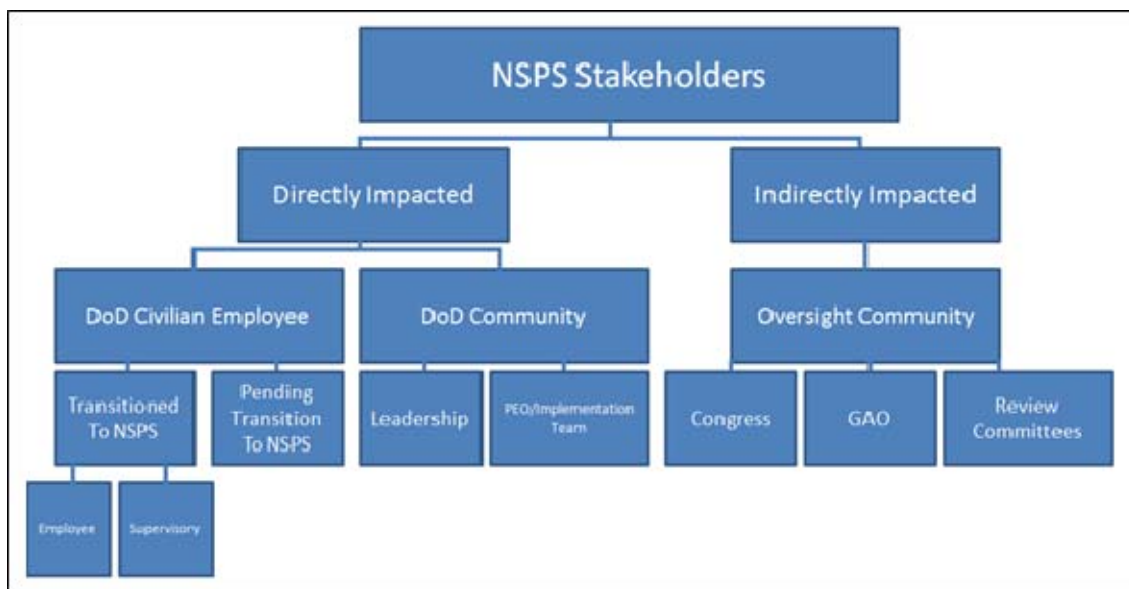 NSPS Stakeholders
Directly Impacted
Indirectly Impacted
DoD Civilian Employee
DoD Community
Oversight Community
Transitioned
To NSPS
Pending
Transition
To NSPS
Leadership
PEO/Implementation
Team
Congress
GAO
Review
Committees
Employee
Supervisory